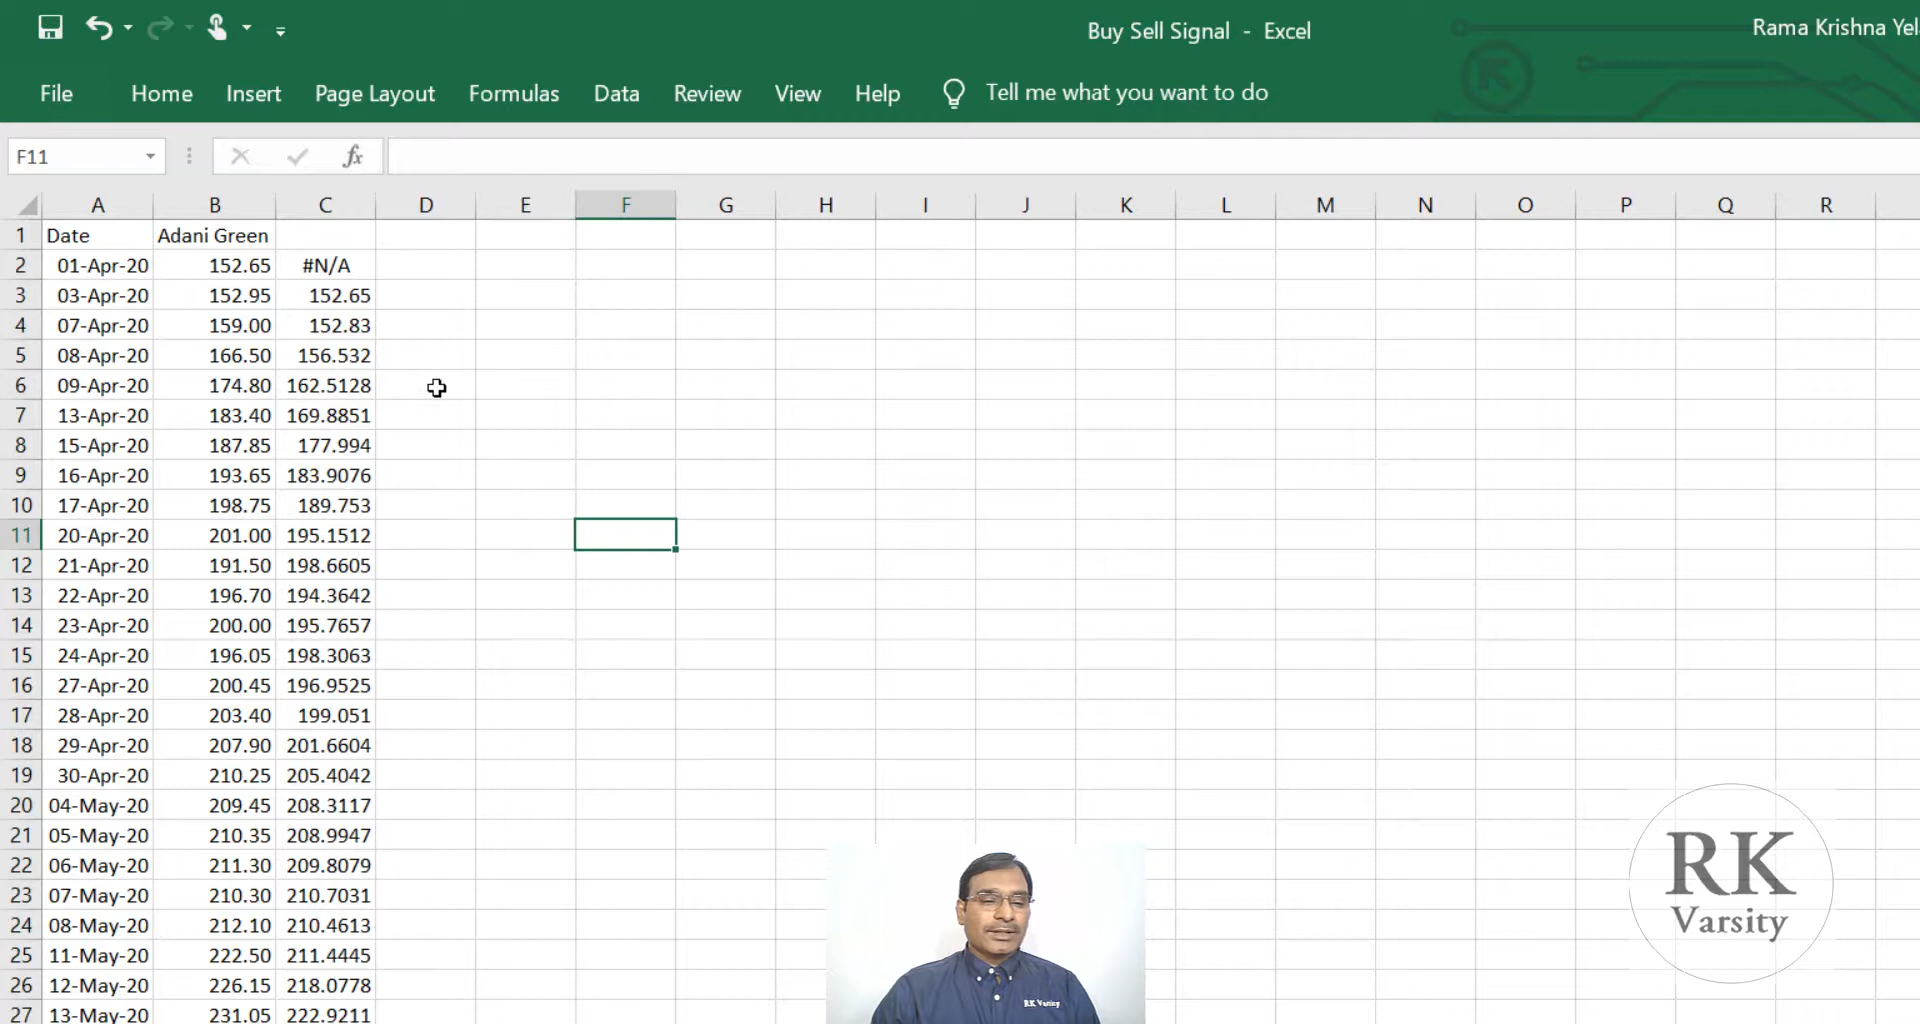 Buy Sell Signal - Excel
Rama Krishna Yel
File Home Insert Page Layout Formulas Data Review View Help Tell me what you want to do
F11 fx
A B C D E F G H I J K L M N O P Q R
1 Date Adani Green
2 01-Apr-20 152.65 #N/A
3 03-Apr-20 152.95 152.65
4 07-Apr-20 159.00 152.83
5 08-Apr-20 166.50 156.532
6 09-Apr-20 174.80 162.5128
7 13-Apr-20 183.40 169.8851
8 15-Apr-20 187.85 177.994
9 16-Apr-20 193.65 183.9076
10 17-Apr-20 198.75 189.753
11 20-Apr-20 201.00 195.1512
12 21-Apr-20 191.50 198.6605
13 22-Apr-20 196.70 194.3642
14 23-Apr-20 200.00 195.7657
15 24-Apr-20 196.05 198.3063
16 27-Apr-20 200.45 196.9525
17 28-Apr-20 203.40 199.051
18 29-Apr-20 207.90 201.6604
19 30-Apr-20 210.25 205.4042
20 04-May-20 209.45 208.3117
21 05-May-20 210.35 208.9947
22 06-May-20 211.30 209.8079
23 07-May-20 210.30 210.7031
24 08-May-20 212.10 210.4613
25 11-May-20 222.50 211.4445
26 12-May-20 226.15 218.0778
27 13-May-20 231.05 222.9211
RK
Varsity
RK Varsity